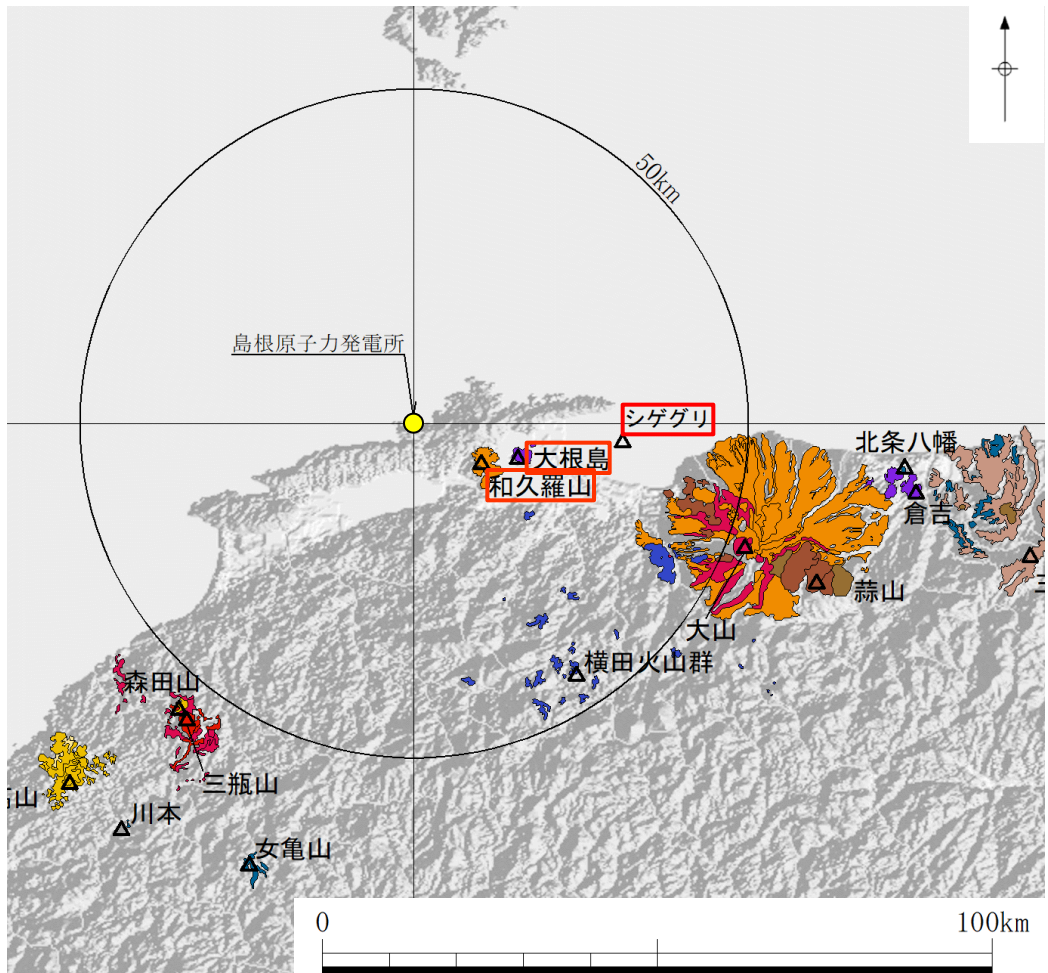 50km
島根原子力発電所
シゲグリ
大根島
和久羅山
北条八幡
倉吉
蒜山
大山
三
横田火山群
森田山
三瓶山
山
川本
女亀山
0
100km